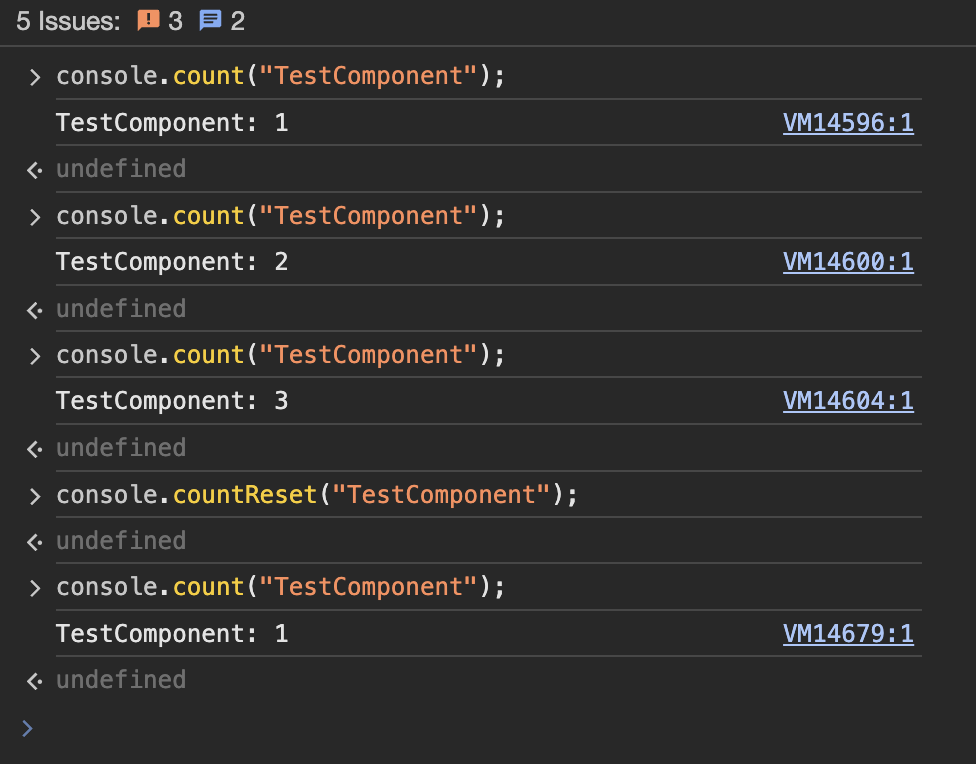 5 Issues: 3 2
console.count("TestComponent");
TestComponent: 1 VM14596:1
undefined
console.count("TestComponent");
TestComponent: 2 VM14600:1
undefined
console.count("TestComponent");
TestComponent: 3 VM14604:1
undefined
console.countReset("TestComponent");
undefined
console.count("TestComponent");
TestComponent: 1 VM14679:1
undefined